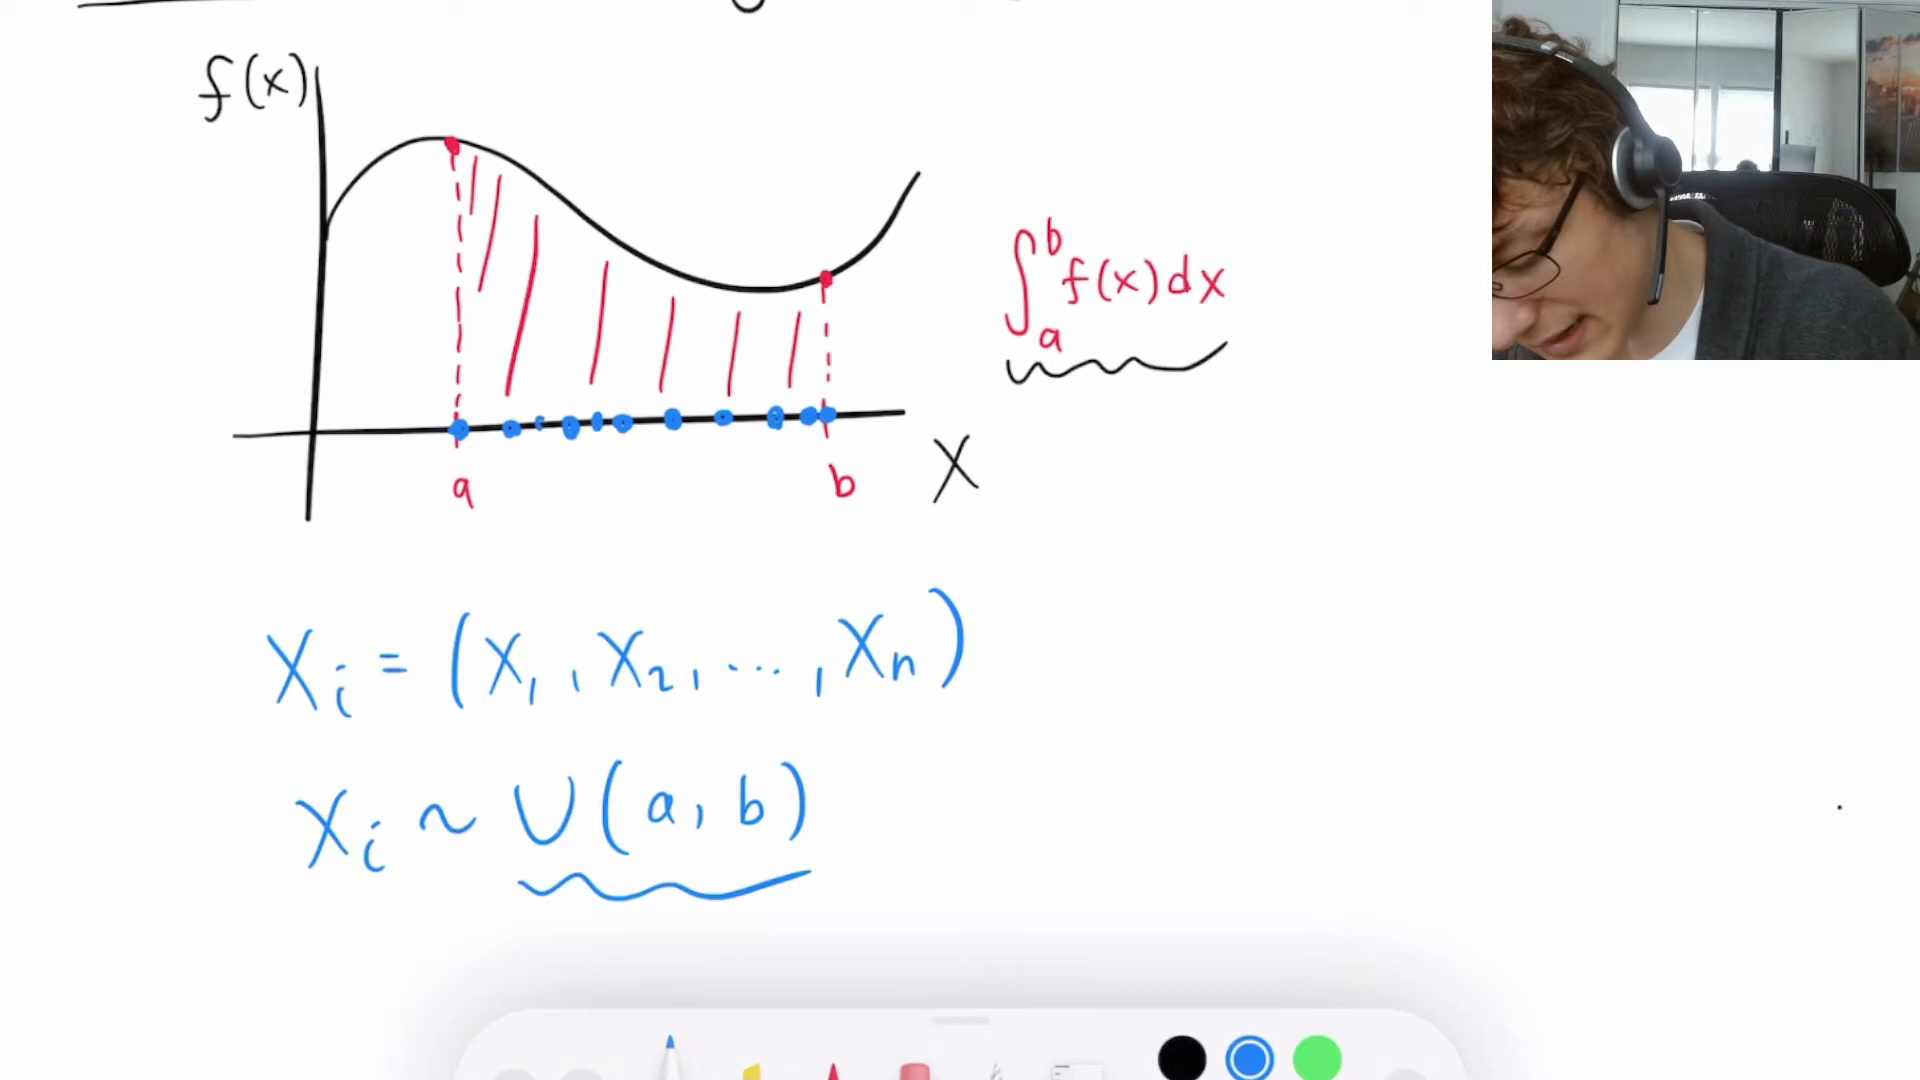 f(x)
∫ₐᵇ f(x) dx
a b X
Xᵢ = (X₁, X₂, ..., Xₙ)
Xᵢ ~ U(a, b)